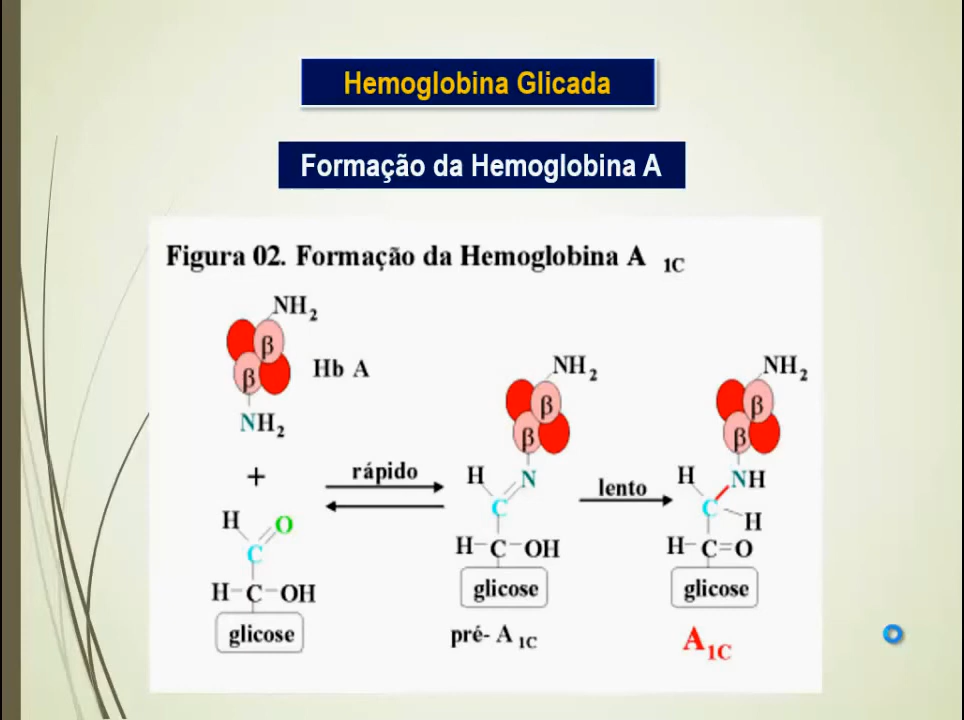 Hemoglobina Glicada
Formação da Hemoglobina A
Figura 02. Formação da Hemoglobina A 1C
NH2
β
β
Hb A
NH2
+
H O
C
H-C-OH
glicose
rápido
NH2
β
β
H N
C
H-C-OH
glicose
pré- A 1C
lento
NH2
β
β
H NH
C
H
H-C=O
glicose
A1C